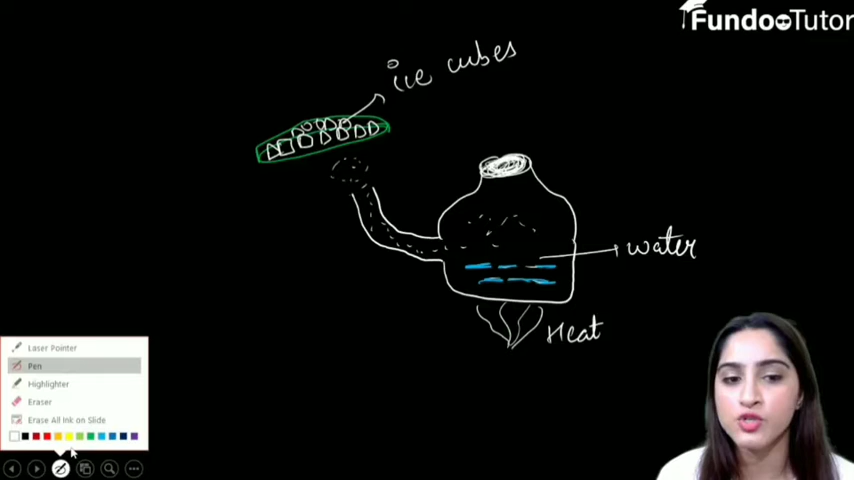 FundooTutor
ice cubes
water
Heat
Laser Pointer
Pen
Highlighter
Eraser
Erase All Ink on Slide